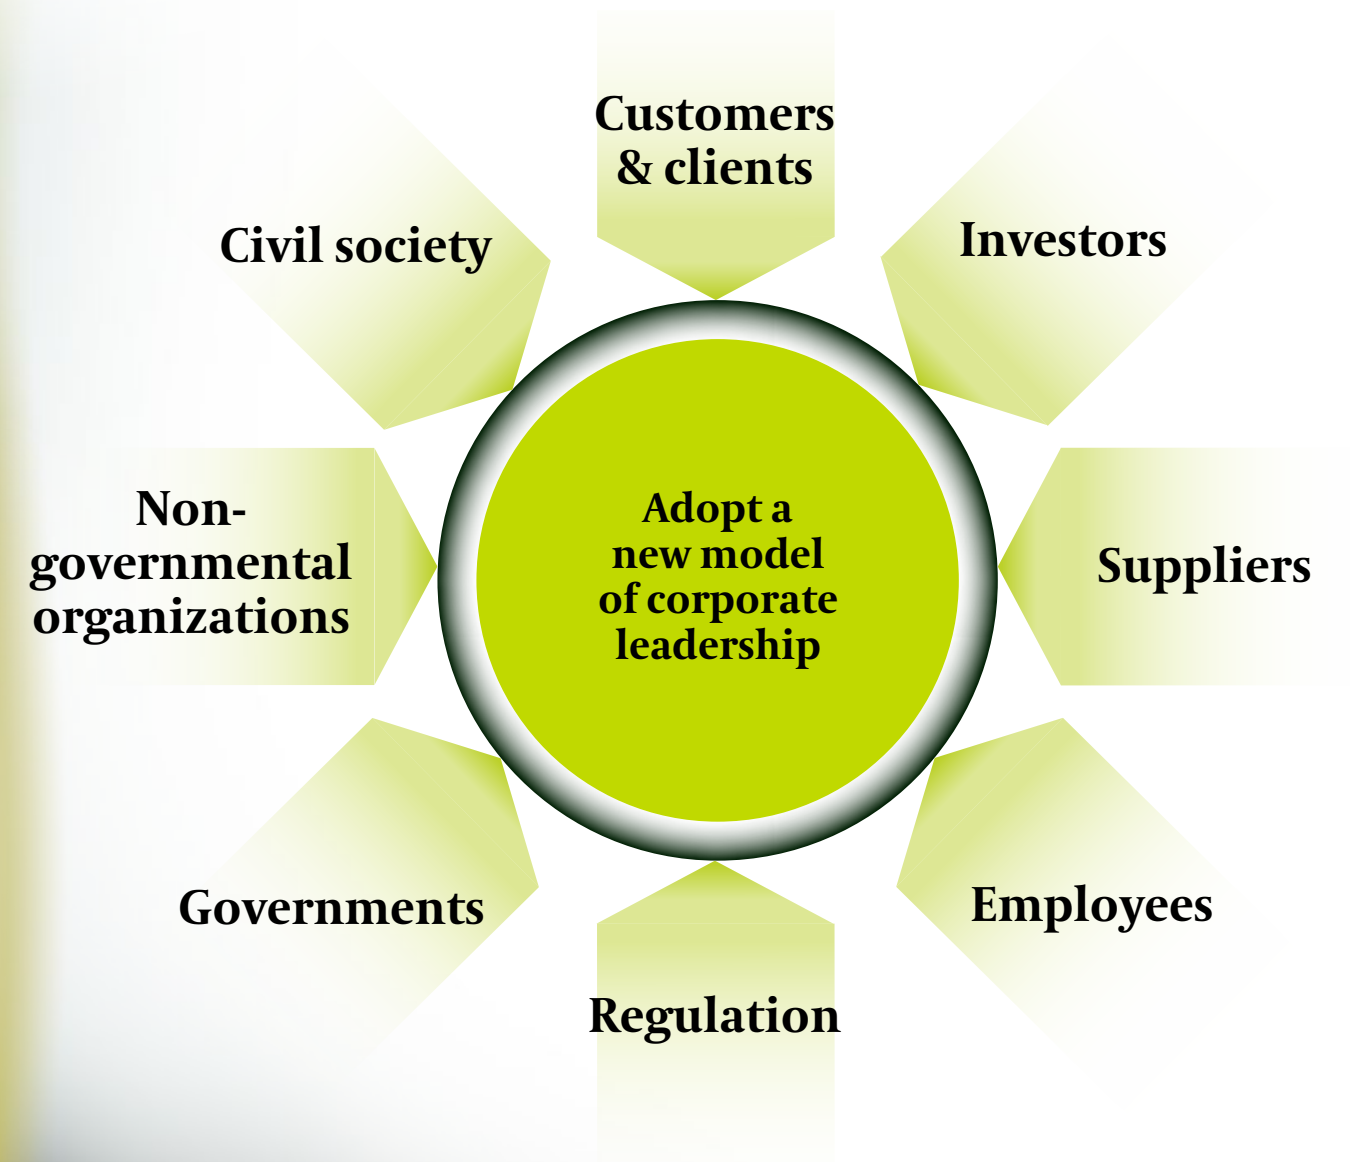 Customers
& clients
Investors
Civil society
Non-
governmental
organizations
Adopt a
new model
of corporate
leadership
Suppliers
Governments
Employees
Regulation